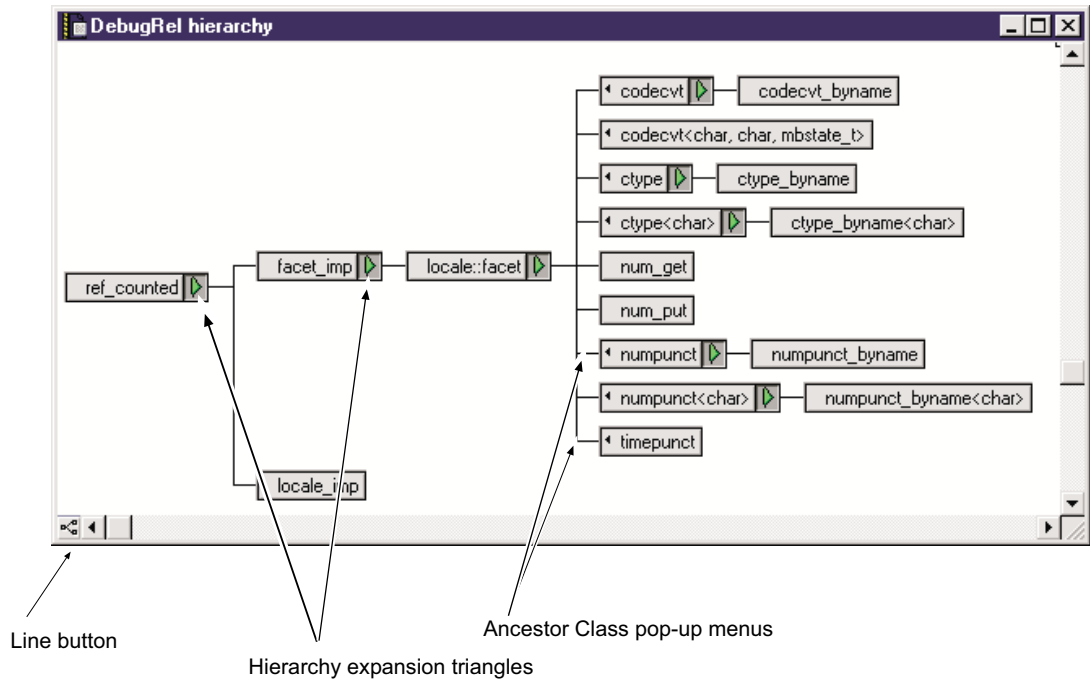 DebugRel hierarchy
codecvt codecvt_byname
codecvt<char, char, mbstate_t>
ctype ctype_byname
ctype<char> ctype_byname<char>
facet_imp locale::facet num_get
ref_counted
num_put
numpunct numpunct_byname
numpunct<char> numpunct_byname<char>
timepunct
locale_imp
Line button
Ancestor Class pop-up menus
Hierarchy expansion triangles